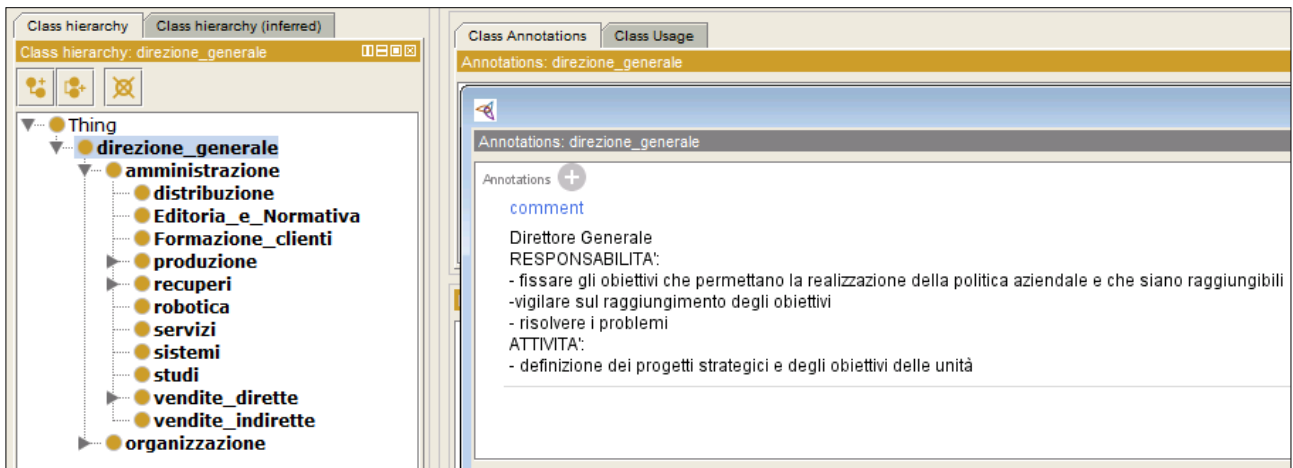 Class hierarchy
Class hierarchy (inferred)
Class hierarchy: direzione_generale
Thing
direzione_generale
amministrazione
distribuzione
Editoria_e_Normativa
Formazione_clienti
produzione
recuperi
robotica
servizi
sistemi
studi
vendite_dirette
vendite_indirette
organizzazione
Class Annotations
Class Usage
Annotations: direzione_generale
Annotations: direzione_generale
Annotations
comment
Direttore Generale
RESPONSABILITA':
- fissare gli obiettivi che permettano la realizzazione della politica aziendale e che siano raggiungibili
-vigilare sul raggiungimento degli obiettivi
- risolvere i problemi
ATTIVITA':
- definizione dei progetti strategici e degli obiettivi delle unità